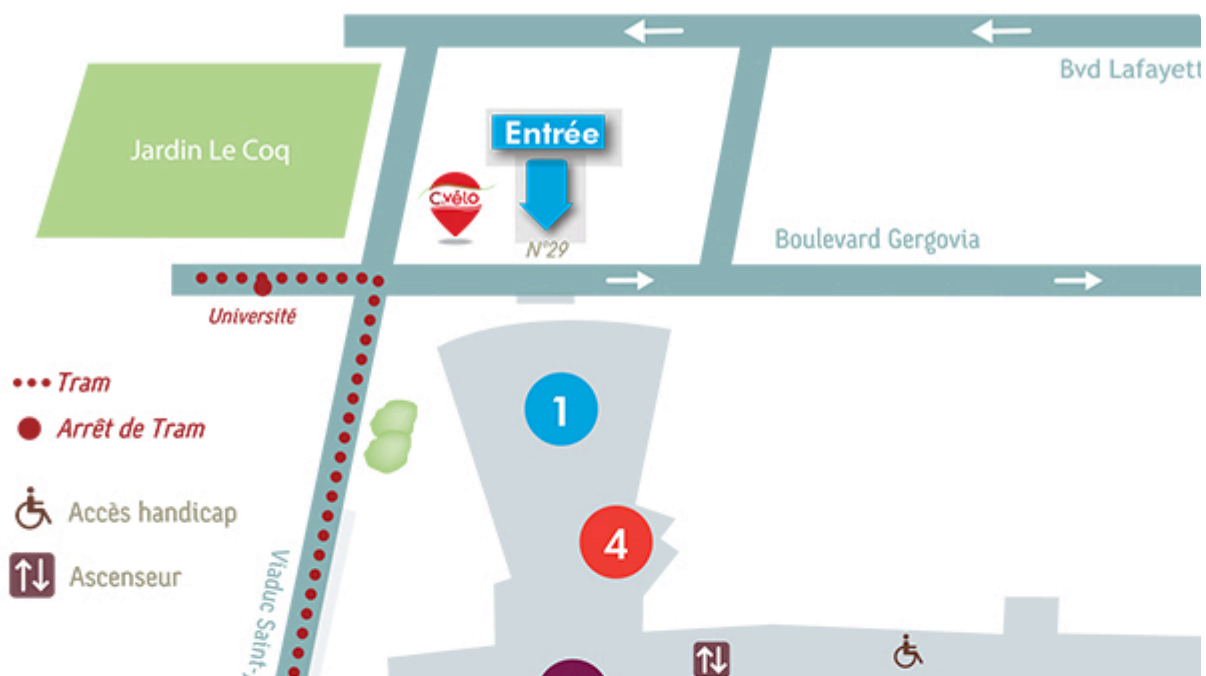 Bvd Lafayett
Jardin Le Coq
Entrée
C.vélo
N°29
Boulevard Gergovia
Université
Tram
Arrêt de Tram
1
4
Accès handicap
Ascenseur
Viaduc Saint-